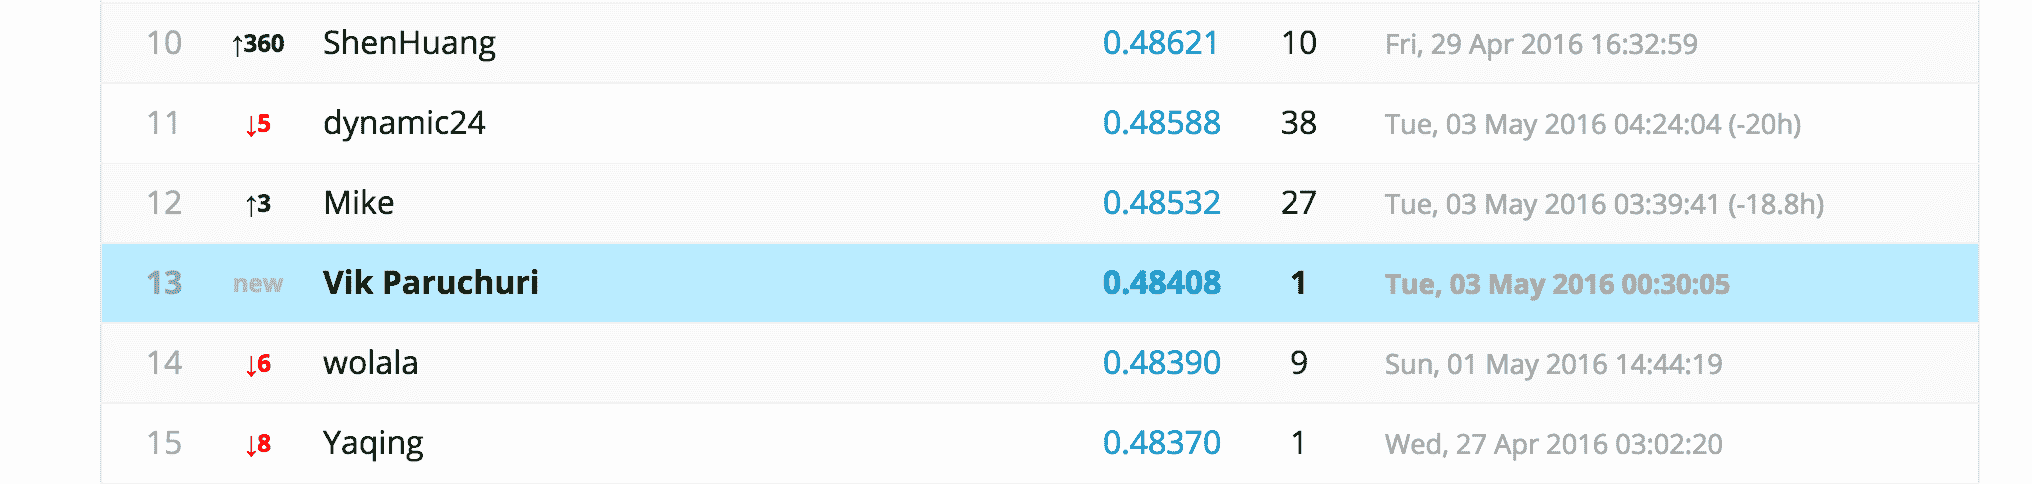 10 ↑360 ShenHuang 0.48621 10 Fri, 29 Apr 2016 16:32:59
11 ↓5 dynamic24 0.48588 38 Tue, 03 May 2016 04:24:04 (-20h)
12 ↑3 Mike 0.48532 27 Tue, 03 May 2016 03:39:41 (-18.8h)
13 new Vik Paruchuri 0.48408 1 Tue, 03 May 2016 00:30:05
14 ↓6 wolala 0.48390 9 Sun, 01 May 2016 14:44:19
15 ↓8 Yaqing 0.48370 1 Wed, 27 Apr 2016 03:02:20